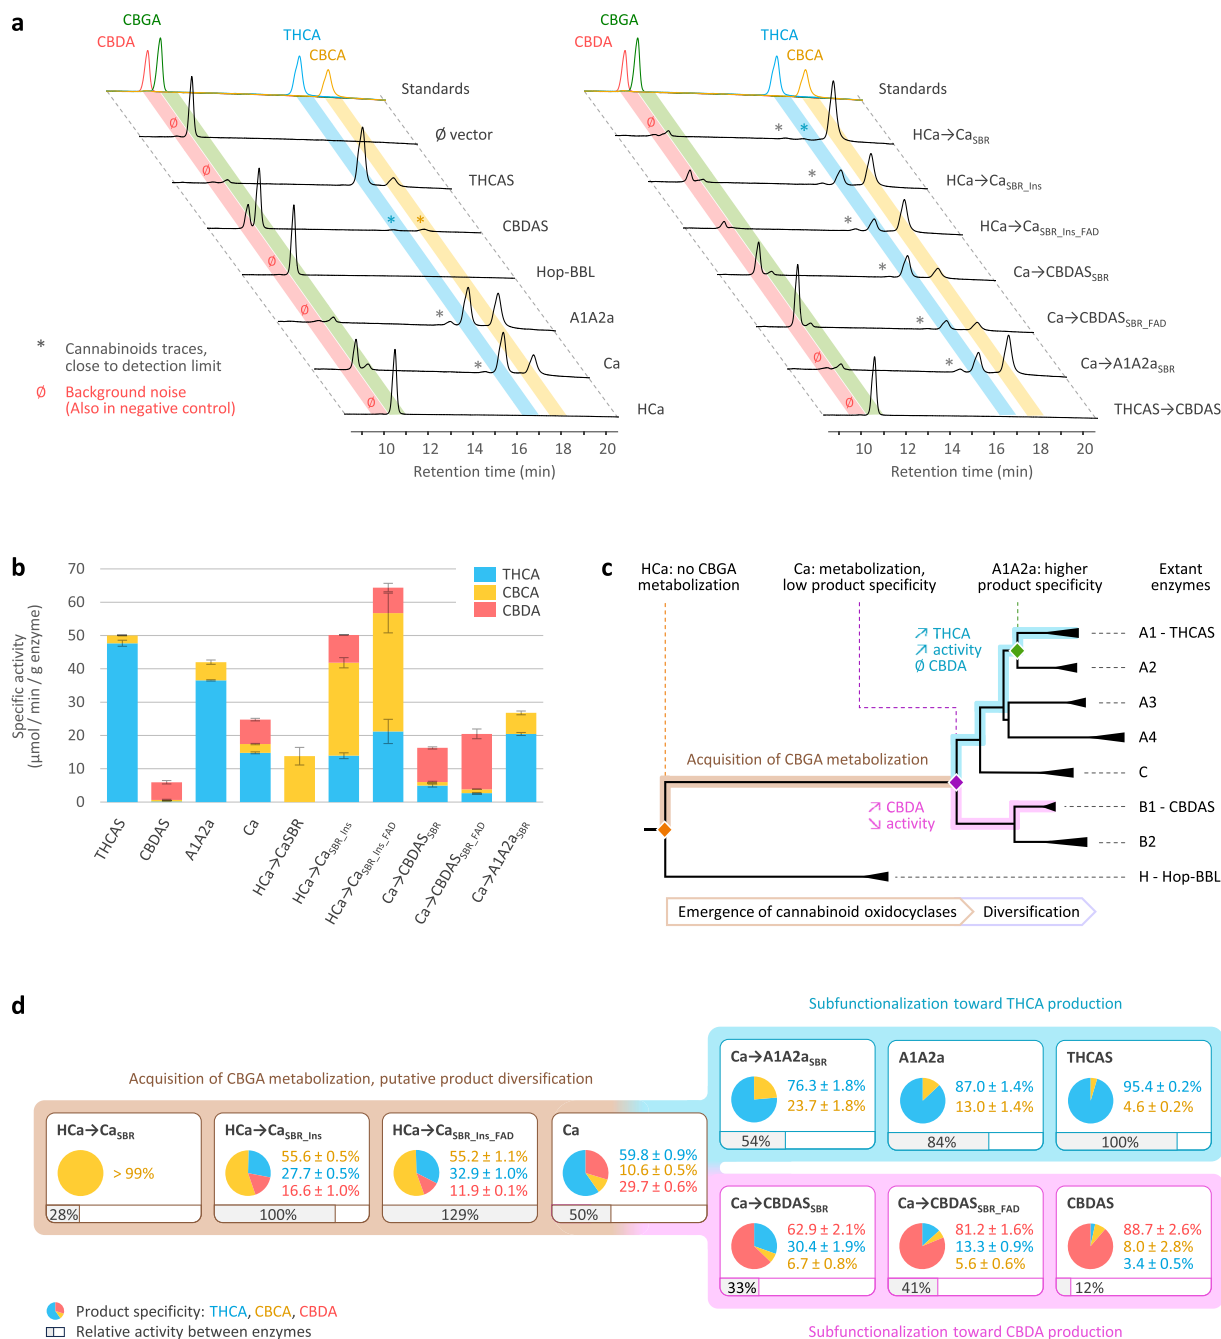 a
CBGA
CBDA
THCA
CBCA
Standards
Ø
Ø vector
Ø
THCAS
* *
CBDAS
Ø
Hop-BBL
Ø
*
A1A2a
*
Ca
Ø
HCa
* Cannabinoids traces,
close to detection limit
Ø Background noise
(Also in negative control)
10 12 14 16 18 20
Retention time (min)
CBGA
CBDA
THCA
CBCA
Standards
Ø
* *
HCa→CaSBR
*
HCa→CaSBR_Ins
*
HCa→CaSBR_Ins_FAD
*
Ca→CBDASSBR
*
Ca→CBDASSBR_FAD
Ø
*
Ca→A1A2aSBR
Ø
THCAS→CBDAS
10 12 14 16 18 20
Retention time (min)
b
Specific activity
(µmol / min / g enzyme)
70
60
50
40
30
20
10
0
THCA
CBCA
CBDA
THCAS
CBDAS
A1A2a
Ca
HCa→CaSBR
HCa→CaSBR_Ins
HCa→CaSBR_Ins_FAD
Ca→CBDASSBR
Ca→CBDASSBR_FAD
Ca→A1A2aSBR
c
HCa: no CBGA
metabolization
Ca: metabolization,
low product specificity
A1A2a: higher
product specificity
Extant
enzymes
↗ THCA
↗ activity
Ø CBDA
A1 - THCAS
A2
A3
A4
C
B1 - CBDAS
B2
H - Hop-BBL
Acquisition of CBGA metabolization
↗ CBDA
↘ activity
Emergence of cannabinoid oxidocyclases
Diversification
d
Subfunctionalization toward THCA production
Acquisition of CBGA metabolization, putative product diversification
Ca→A1A2aSBR
76.3 ± 1.8%
23.7 ± 1.8%
54%
A1A2a
87.0 ± 1.4%
13.0 ± 1.4%
84%
THCAS
95.4 ± 0.2%
4.6 ± 0.2%
100%
HCa→CaSBR
> 99%
28%
HCa→CaSBR_Ins
55.6 ± 0.5%
27.7 ± 0.5%
16.6 ± 1.0%
100%
HCa→CaSBR_Ins_FAD
55.2 ± 1.1%
32.9 ± 1.0%
11.9 ± 0.1%
129%
Ca
59.8 ± 0.9%
10.6 ± 0.5%
29.7 ± 0.6%
50%
Ca→CBDASSBR
62.9 ± 2.1%
30.4 ± 1.9%
6.7 ± 0.8%
33%
Ca→CBDASSBR_FAD
81.2 ± 1.6%
13.3 ± 0.9%
5.6 ± 0.6%
41%
CBDAS
88.7 ± 2.6%
8.0 ± 2.8%
3.4 ± 0.5%
12%
Product specificity: THCA, CBCA, CBDA
Relative activity between enzymes
Subfunctionalization toward CBDA production